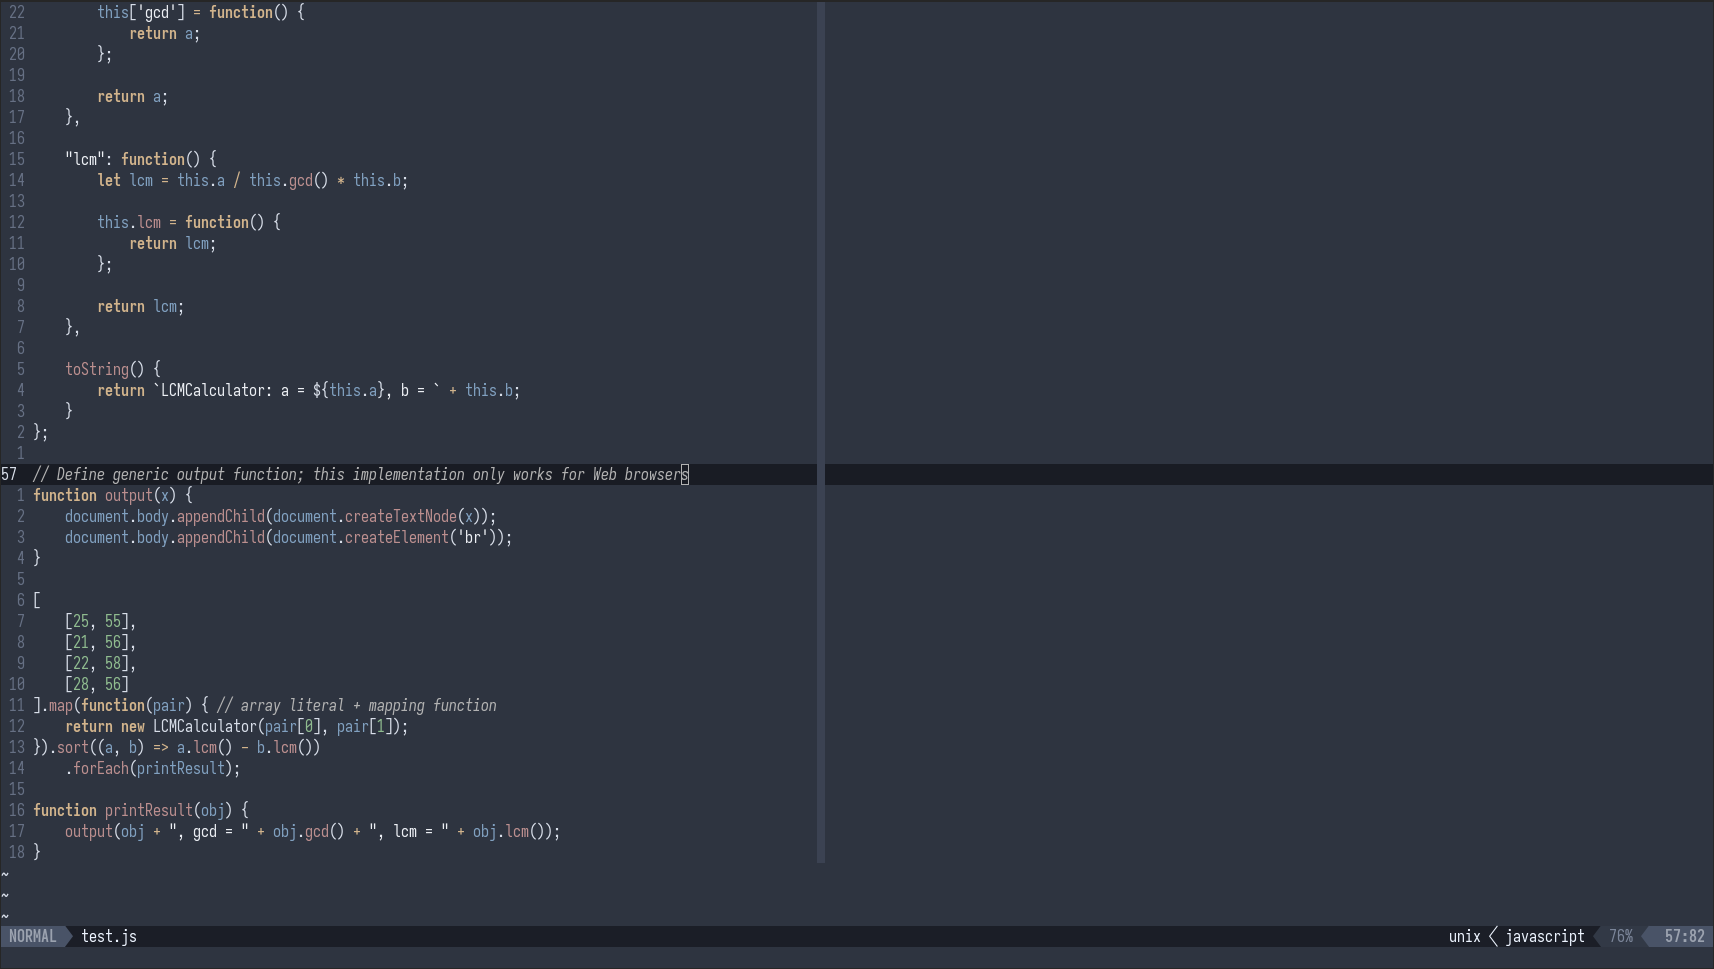 22         this['gcd'] = function() {
21             return a;
20         };
19
18         return a;
17     },
16
15     "lcm": function() {
14         let lcm = this.a / this.gcd() * this.b;
13
12         this.lcm = function() {
11             return lcm;
10         };
9
8         return lcm;
7     },
6
5     toString() {
4         return `LCMCalculator: a = ${this.a}, b = ` + this.b;
3     }
2 };
1
57  // Define generic output function; this implementation only works for Web browsers
1 function output(x) {
2     document.body.appendChild(document.createTextNode(x));
3     document.body.appendChild(document.createElement('br'));
4 }
5
6 [
7     [25, 55],
8     [21, 56],
9     [22, 58],
10     [28, 56]
11 ].map(function(pair) { // array literal + mapping function
12     return new LCMCalculator(pair[0], pair[1]);
13 }).sort((a, b) => a.lcm() - b.lcm())
14     .forEach(printResult);
15
16 function printResult(obj) {
17     output(obj + ", gcd = " + obj.gcd() + ", lcm = " + obj.lcm());
18 }
~
~
~
NORMAL test.js unix javascript 76% 57:82